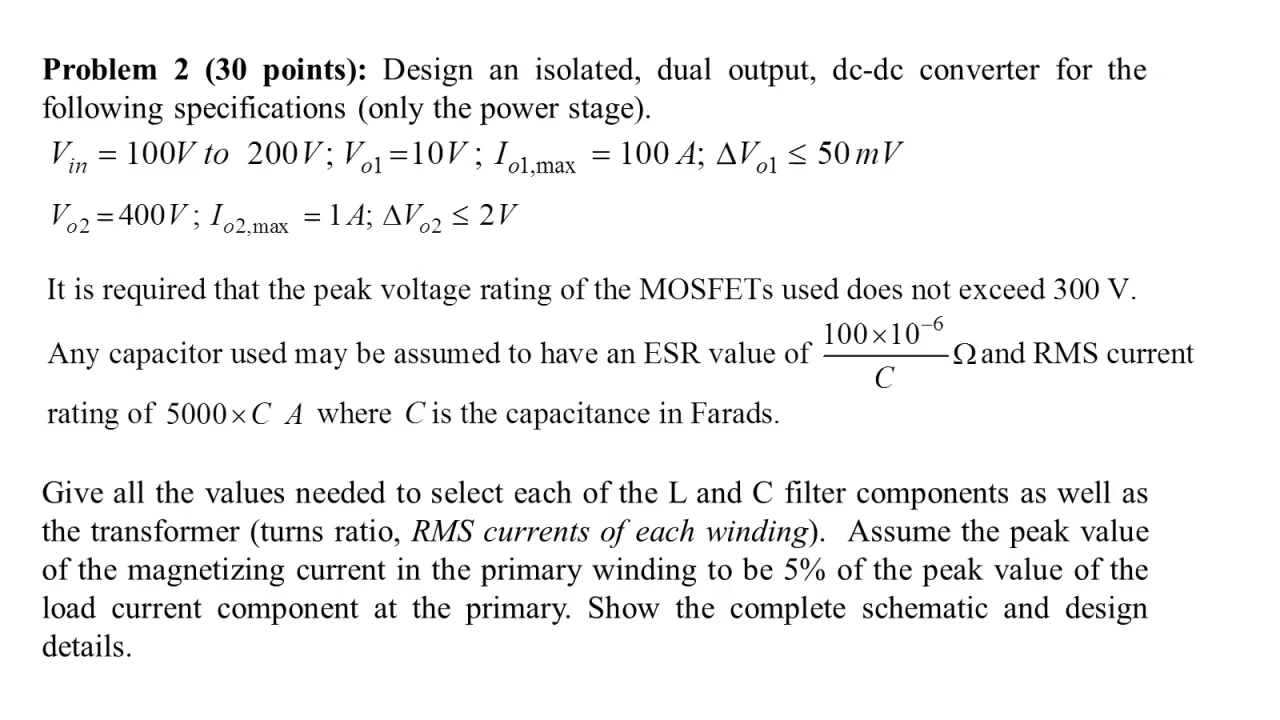 Problem 2 (30 points): Design an isolated, dual output, dc-dc converter for the
following specifications (only the power stage).
V_in = 100V to 200V; V_o1 = 10V; I_o1,max = 100 A; ΔV_o1 ≤ 50 mV
V_o2 = 400V; I_o2,max = 1 A; ΔV_o2 ≤ 2V
It is required that the peak voltage rating of the MOSFETs used does not exceed 300 V.
Any capacitor used may be assumed to have an ESR value of (100×10^-6)/C Ω and RMS current
rating of 5000×C A where C is the capacitance in Farads.
Give all the values needed to select each of the L and C filter components as well as
the transformer (turns ratio, RMS currents of each winding). Assume the peak value
of the magnetizing current in the primary winding to be 5% of the peak value of the
load current component at the primary. Show the complete schematic and design
details.